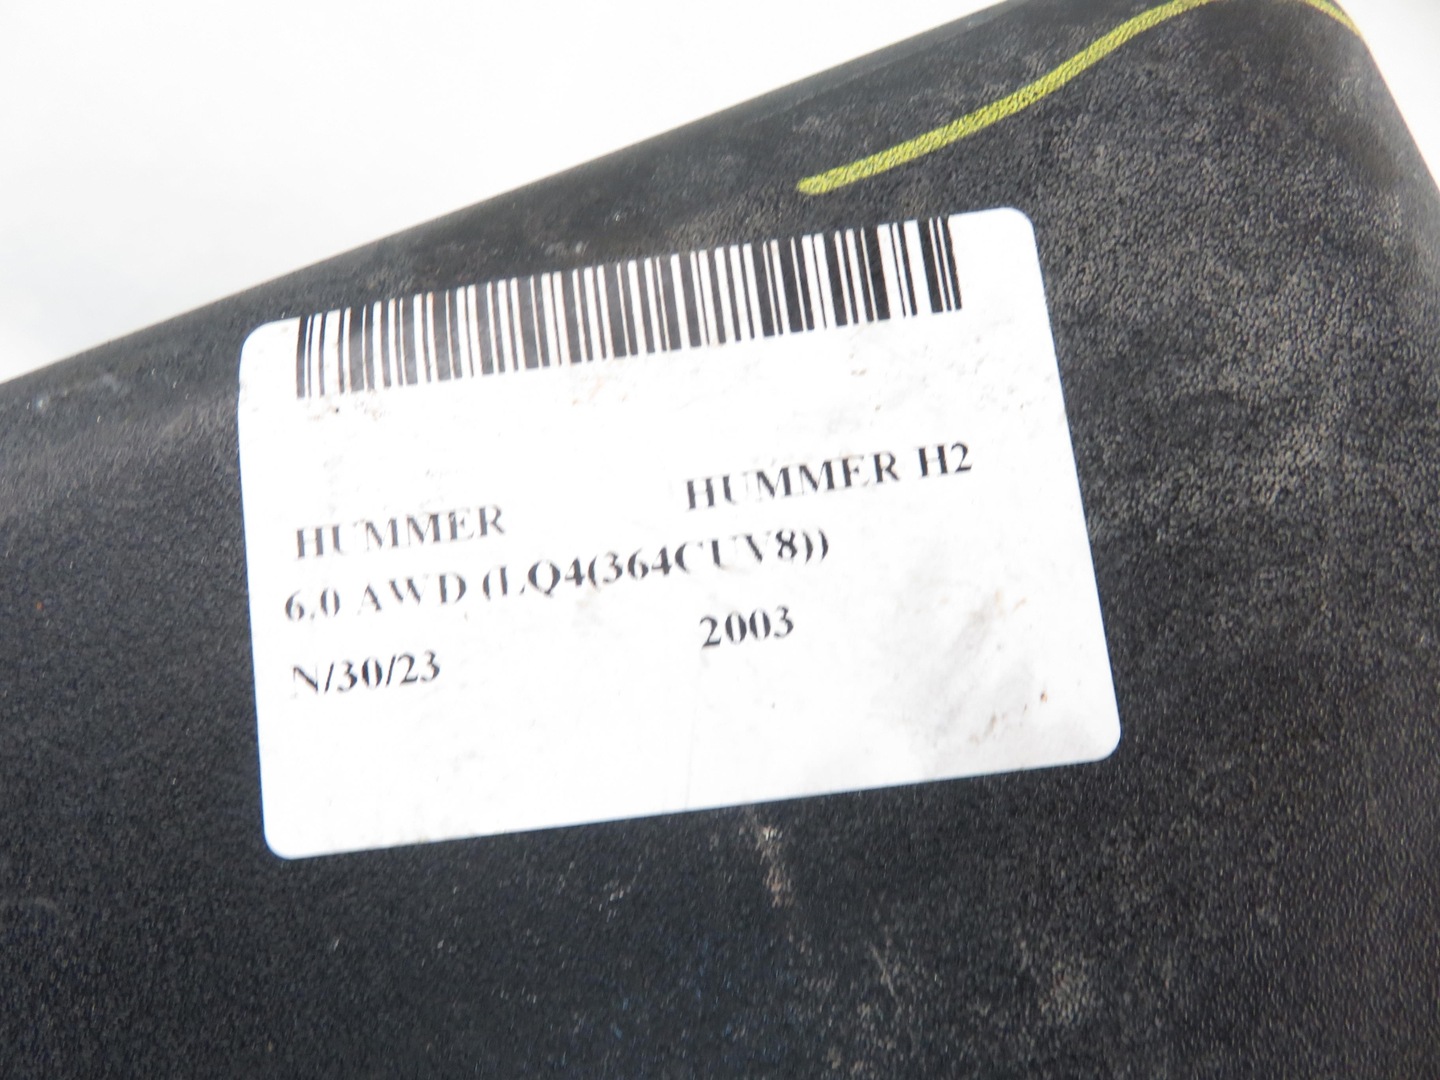 HUMMER HUMMER H2
6.0 AWD (LQ4(364CUV8))
N/30/23 2003